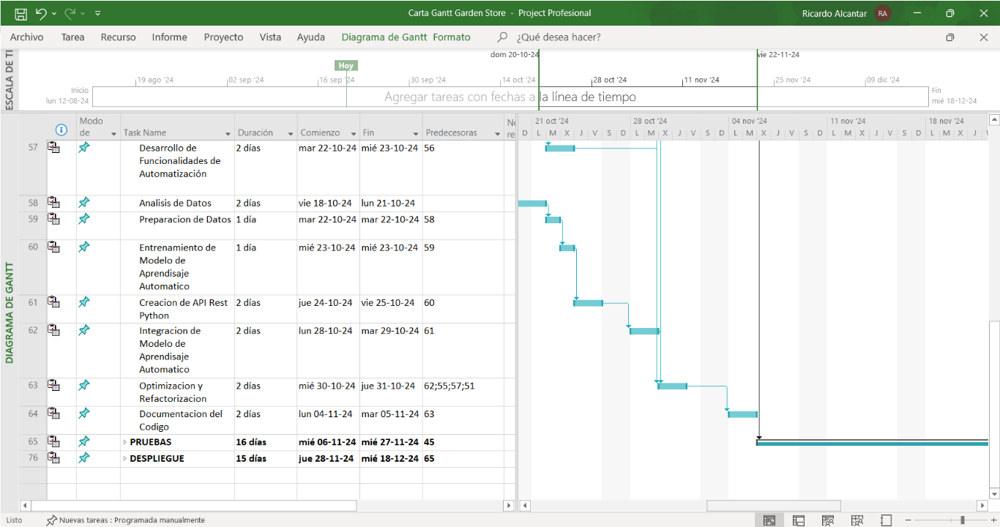 Carta Gantt Garden Store - Project Profesional
Ricardo Alcantar RA
Archivo Tarea Recurso Informe Proyecto Vista Ayuda Diagrama de Gantt Formato ¿Qué desea hacer?
ESCALA DE TI
dom 20-10-24 vie 22-11-24
Hoy
19 ago '24 02 sep '24 16 sep '24 30 sep '24 14 oct '24 28 oct '24 11 nov '24 25 nov '24 09 dic '24
Inicio
lun 12-08-24
Agregar tareas con fechas a la línea de tiempo
Fin
mié 18-12-24
DIAGRAMA DE GANTT
Modo de Task Name Duración Comienzo Fin Predecesoras No re
21 oct '24 28 oct '24 04 nov '24 11 nov '24 18 nov '24
D L M X J V S D L M X J V S D L M X J V S D L M X J V S D L M X J V
57 Desarrollo de Funcionalidades de Automatización 2 días mar 22-10-24 mié 23-10-24 56
58 Analisis de Datos 2 días vie 18-10-24 lun 21-10-24
59 Preparacion de Datos 1 día mar 22-10-24 mar 22-10-24 58
60 Entrenamiento de Modelo de Aprendisaje Automatico 1 día mié 23-10-24 mié 23-10-24 59
61 Creacion de API Rest Python 2 días jue 24-10-24 vie 25-10-24 60
62 Integracion de Modelo de Aprendisaje Automatico 2 días lun 28-10-24 mar 29-10-24 61
63 Optimizacion y Refactorizacion 2 días mié 30-10-24 jue 31-10-24 62;55;57;51
64 Documentacion del Codigo 2 días lun 04-11-24 mar 05-11-24 63
65 PRUEBAS 16 días mié 06-11-24 mié 27-11-24 45
76 DESPLIEGUE 15 días jue 28-11-24 mié 18-12-24 65
Listo Nuevas tareas : Programada manualmente